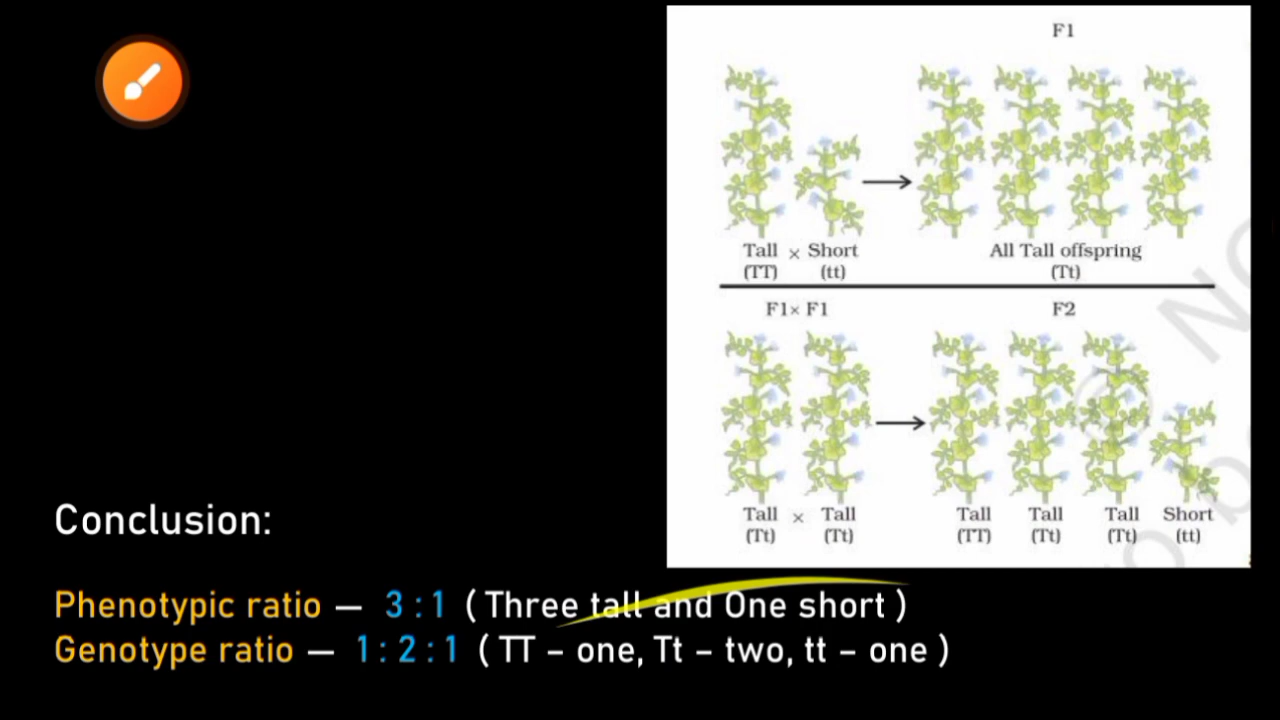 F1
Tall × Short
(TT) (tt)
All Tall offspring
(Tt)
F1× F1
F2
Tall × Tall
(Tt) (Tt)
Tall Tall Tall Short
(TT) (Tt) (Tt) (tt)
Conclusion:
Phenotypic ratio – 3 : 1 ( Three tall and One short )
Genotype ratio – 1 : 2 : 1 ( TT – one, Tt – two, tt – one )